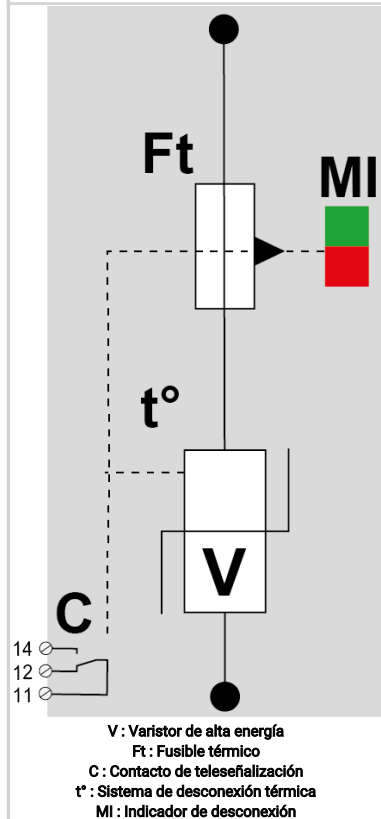 Ft
MI
t°
V
C
14
12
11
V : Varistor de alta energía
Ft : Fusible térmico
C : Contacto de teleseñalización
t° : Sistema de desconexión térmica
MI : Indicador de desconexión